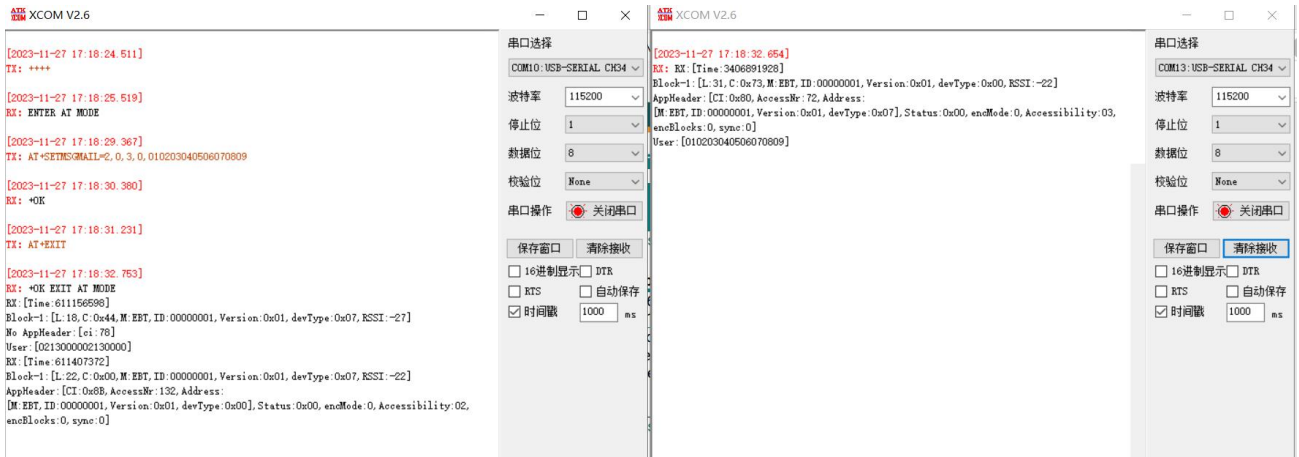 ATK XCOM XCOM V2.6
[2023-11-27 17:18:24.511]
TX: ++++
[2023-11-27 17:18:25.519]
RX: ENTER AT MODE
[2023-11-27 17:18:29.367]
TX: AT+SETMSGMAIL=2,0,3,0,010203040506070809
[2023-11-27 17:18:30.380]
RX: +OK
[2023-11-27 17:18:31.231]
TX: AT+EXIT
[2023-11-27 17:18:32.753]
RX: +OK EXIT AT MODE
RX:[Time:611156598]
Block-1:[L:18,C:0x44,M:EBT,ID:00000001,Version:0x01,devType:0x07,RSSI:-27]
No AppHeader:[ci:78]
User:[0213000002130000]
RX:[Time:611407372]
Block-1:[L:22,C:0x00,M:EBT,ID:00000001,Version:0x01,devType:0x07,RSSI:-22]
AppHeader:[CI:0x8B,AccessNr:132,Address:
[M:EBT,ID:00000001,Version:0x01,devType:0x00],Status:0x00,encMode:0,Accessibility:02,
encBlocks:0,sync:0]
串口选择
COM10:USB-SERIAL CH34
波特率 115200
停止位 1
数据位 8
校验位 None
串口操作 关闭串口
保存窗口 清除接收
16进制显示 DTR
RTS 自动保存
时间戳 1000 ms
ATK XCOM XCOM V2.6
[2023-11-27 17:18:32.654]
RX: RX:[Time:3406891928]
Block-1:[L:31,C:0x73,M:EBT,ID:00000001,Version:0x01,devType:0x00,RSSI:-22]
AppHeader:[CI:0x80,AccessNr:72,Address:
[M:EBT,ID:00000001,Version:0x01,devType:0x07],Status:0x00,encMode:0,Accessibility:03,
encBlocks:0,sync:0]
User:[010203040506070809]
串口选择
COM13:USB-SERIAL CH34
波特率 115200
停止位 1
数据位 8
校验位 None
串口操作 关闭串口
保存窗口 清除接收
16进制显示 DTR
RTS 自动保存
时间戳 1000 ms